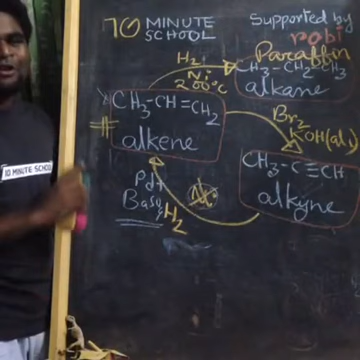 10 MINUTE
SCHOOL
Supported by
robi
Paraffin
H₂
Ni
200°C
CH₃-CH₂-CH₃
alkane
CH₃-CH=CH₂
alkene
Br₂
KOH(alc)
CH₃-C≡CH
alkyne
Pd+
H₂
10 MINUTE SCHOOL